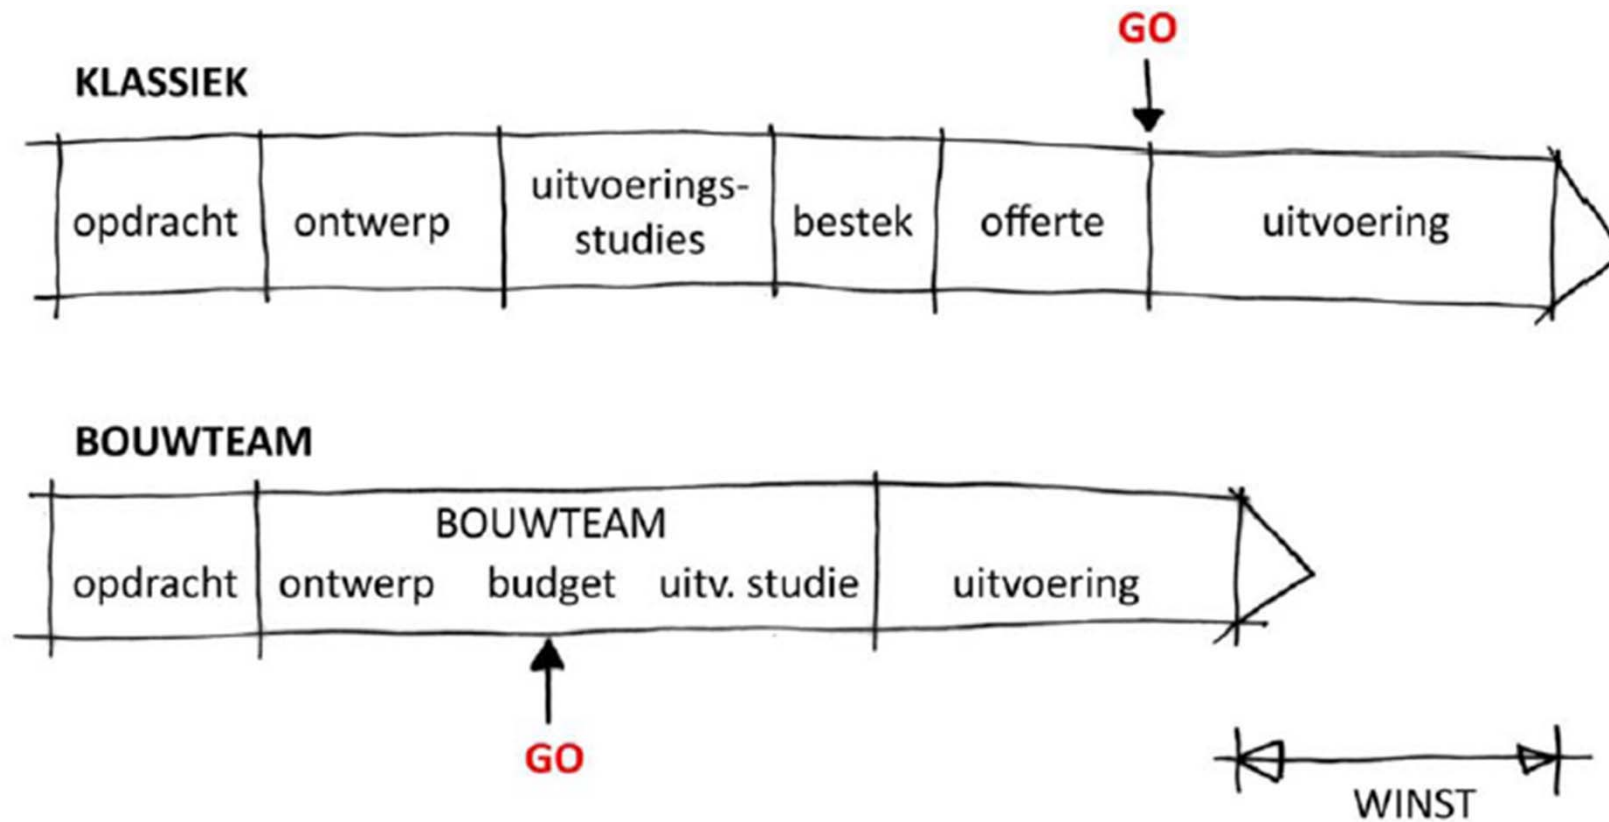 GO
KLASSIEK
opdracht
ontwerp
uitvoerings-
studies
bestek
offerte
uitvoering
BOUWTEAM
BOUWTEAM
opdracht
ontwerp
budget
uitv. studie
uitvoering
GO
WINST